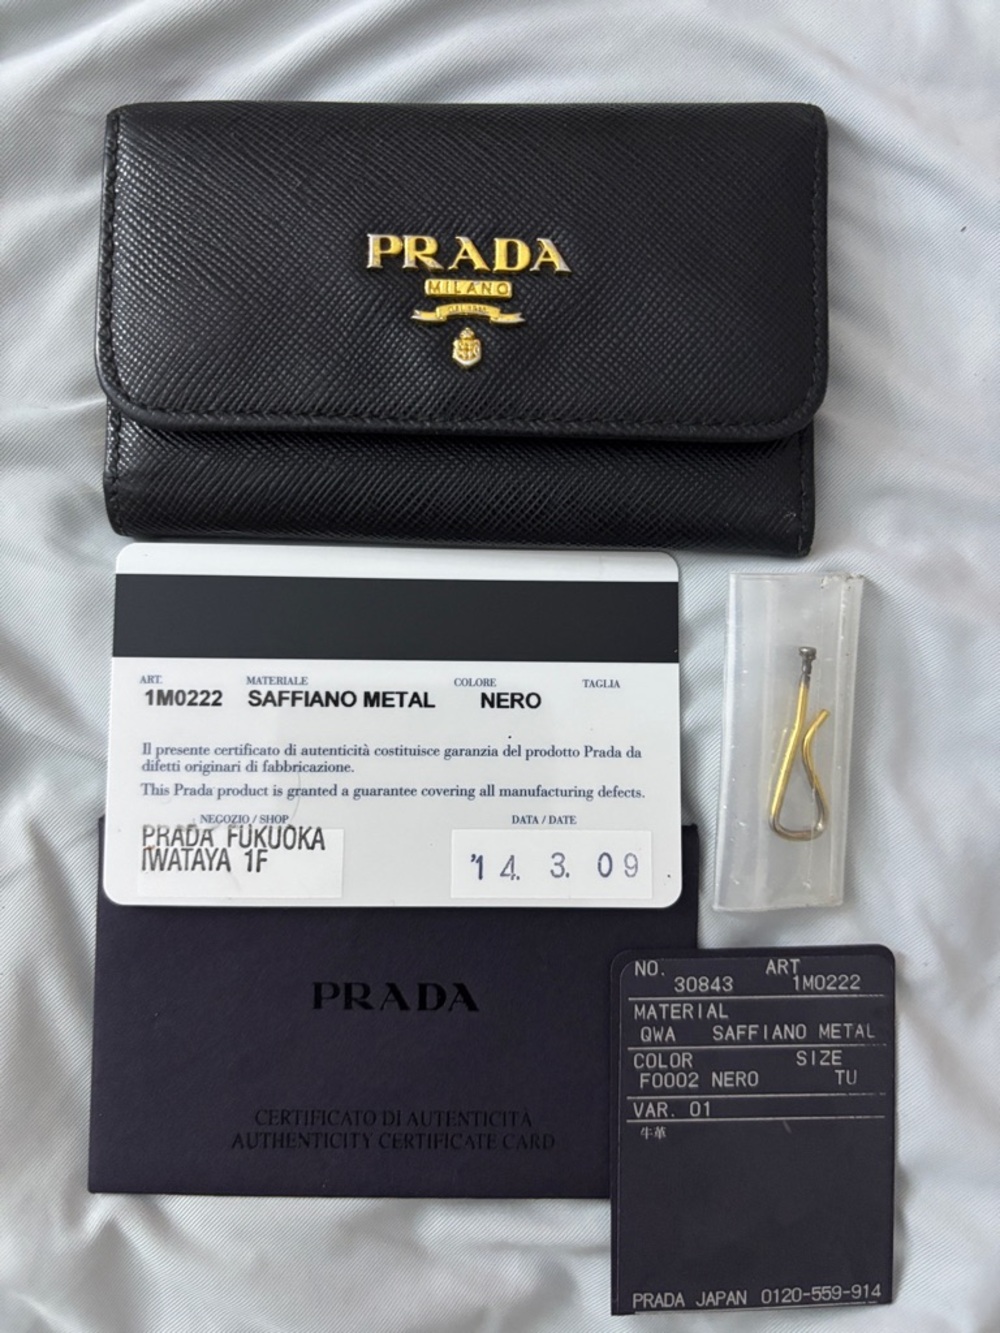 PRADA
MILANO
PRADA
ART. MATERIALE COLORE TAGLIA
1M0222 SAFFIANO METAL NERO
Il presente certificato di autenticità costituisce garanzia del prodotto Prada da
difetti originari di fabbricazione.
This Prada product is granted a guarantee covering all manufacturing defects.
NEGOZIO / SHOP DATA / DATE
PRADA FUKUOKA
IWATAYA 1F
'14. 3. 09
PRADA
CERTIFICATO DI AUTENTICITÀ
AUTHENTICITY CERTIFICATE CARD
NO. ART
30843 1M0222
MATERIAL
QWA SAFFIANO METAL
COLOR SIZE
F0002 NERO TU
VAR. 01
牛革
PRADA JAPAN 0120-559-914